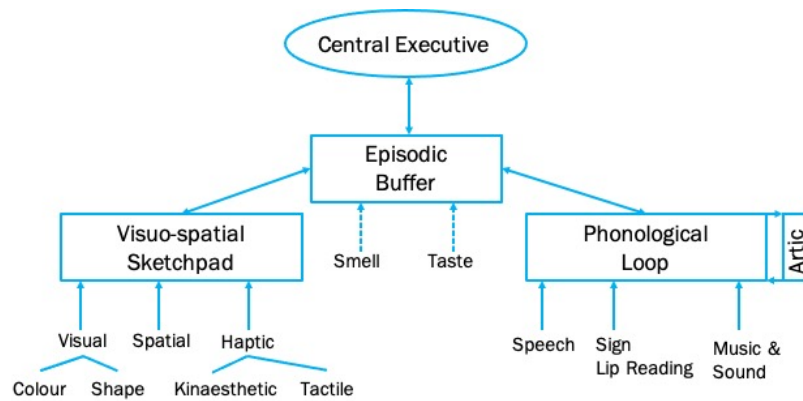 Central Executive
Episodic
Buffer
Visuo-spatial
Sketchpad
Smell
Taste
Phonological
Loop
Artic
Visual
Spatial
Haptic
Speech
Sign
Lip Reading
Music &
Sound
Colour
Shape
Kinaesthetic
Tactile